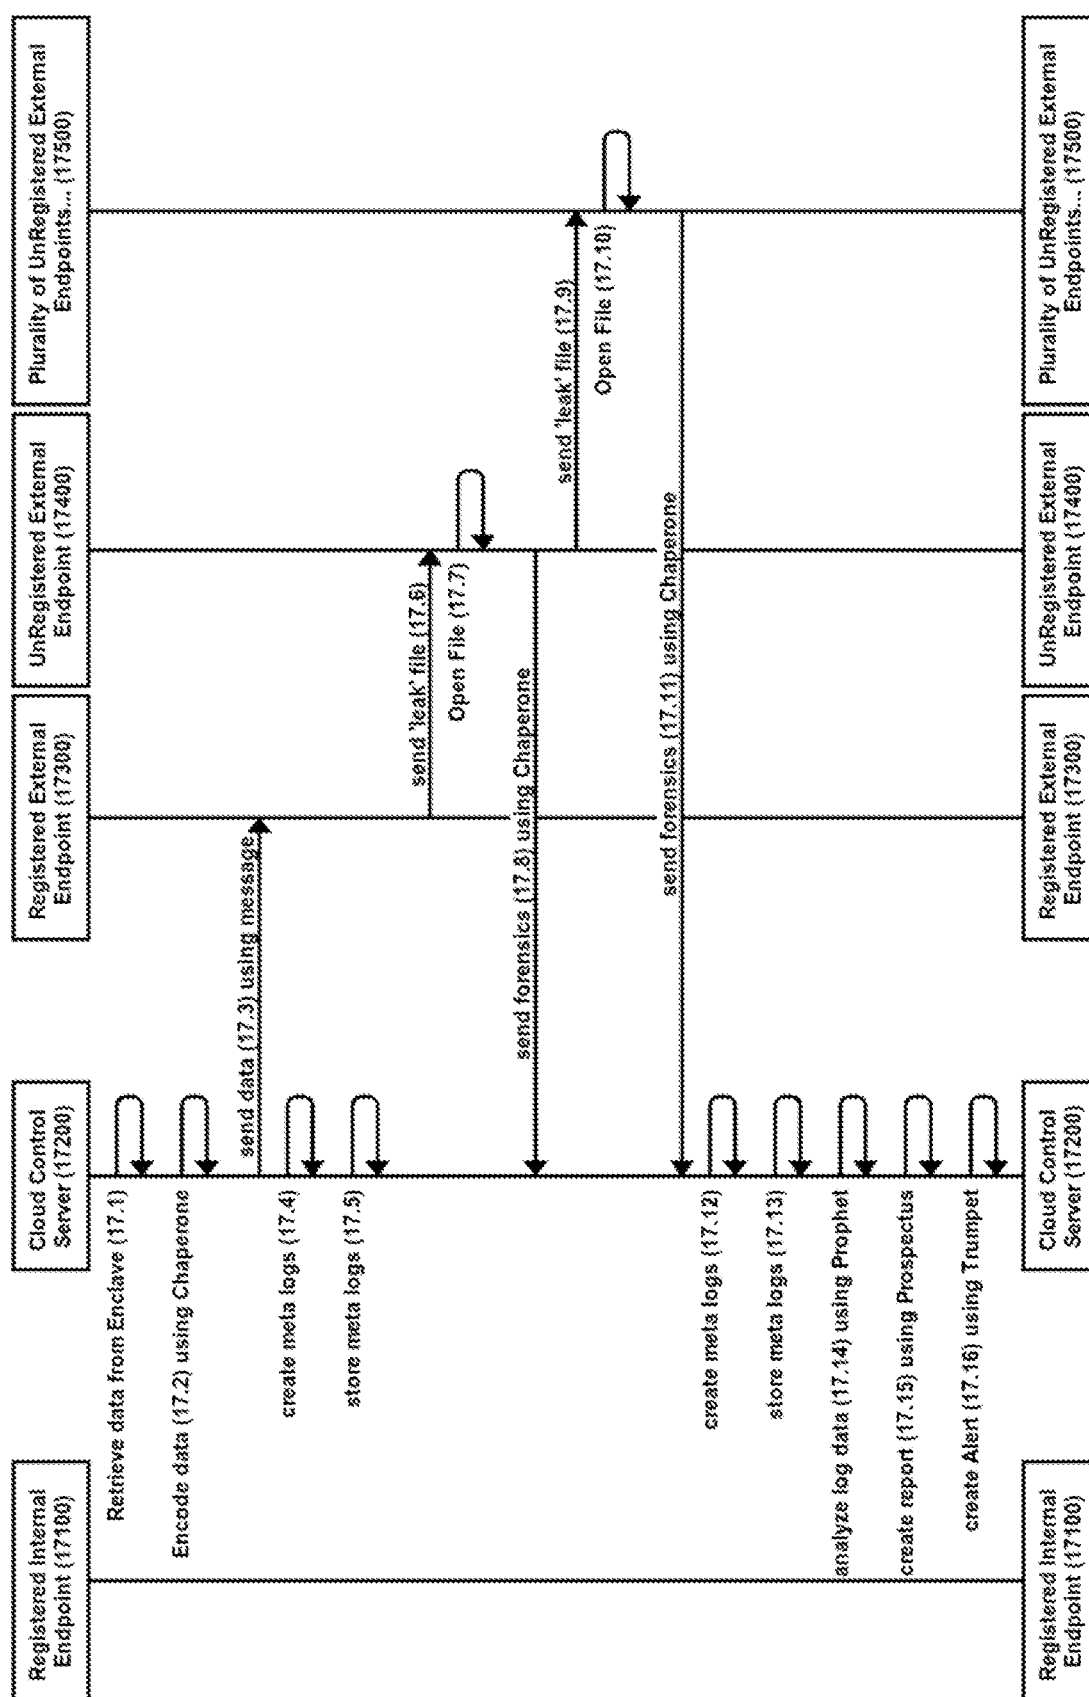 Registered Internal
Endpoint (17100)
Cloud Control
Server (17200)
Registered External
Endpoint (17300)
UnRegistered External
Endpoint (17400)
Plurality of UnRegistered External
Endpoints... (17500)
Retrieve data from Enclave (17.1)
Encode data (17.2) using Chaperone
send data (17.3) using message
create meta logs (17.4)
store meta logs (17.5)
send 'leak' file (17.6)
Open File (17.7)
send forensics (17.8) using Chaperone
send 'leak' file (17.9)
Open File (17.10)
send forensics (17.11) using Chaperone
create meta logs (17.12)
store meta logs (17.13)
analyze log data (17.14) using Prophet
create report (17.15) using Prospectus
create Alert (17.16) using Trumpet
Registered Internal
Endpoint (17100)
Cloud Control
Server (17200)
Registered External
Endpoint (17300)
UnRegistered External
Endpoint (17400)
Plurality of UnRegistered External
Endpoints... (17500)